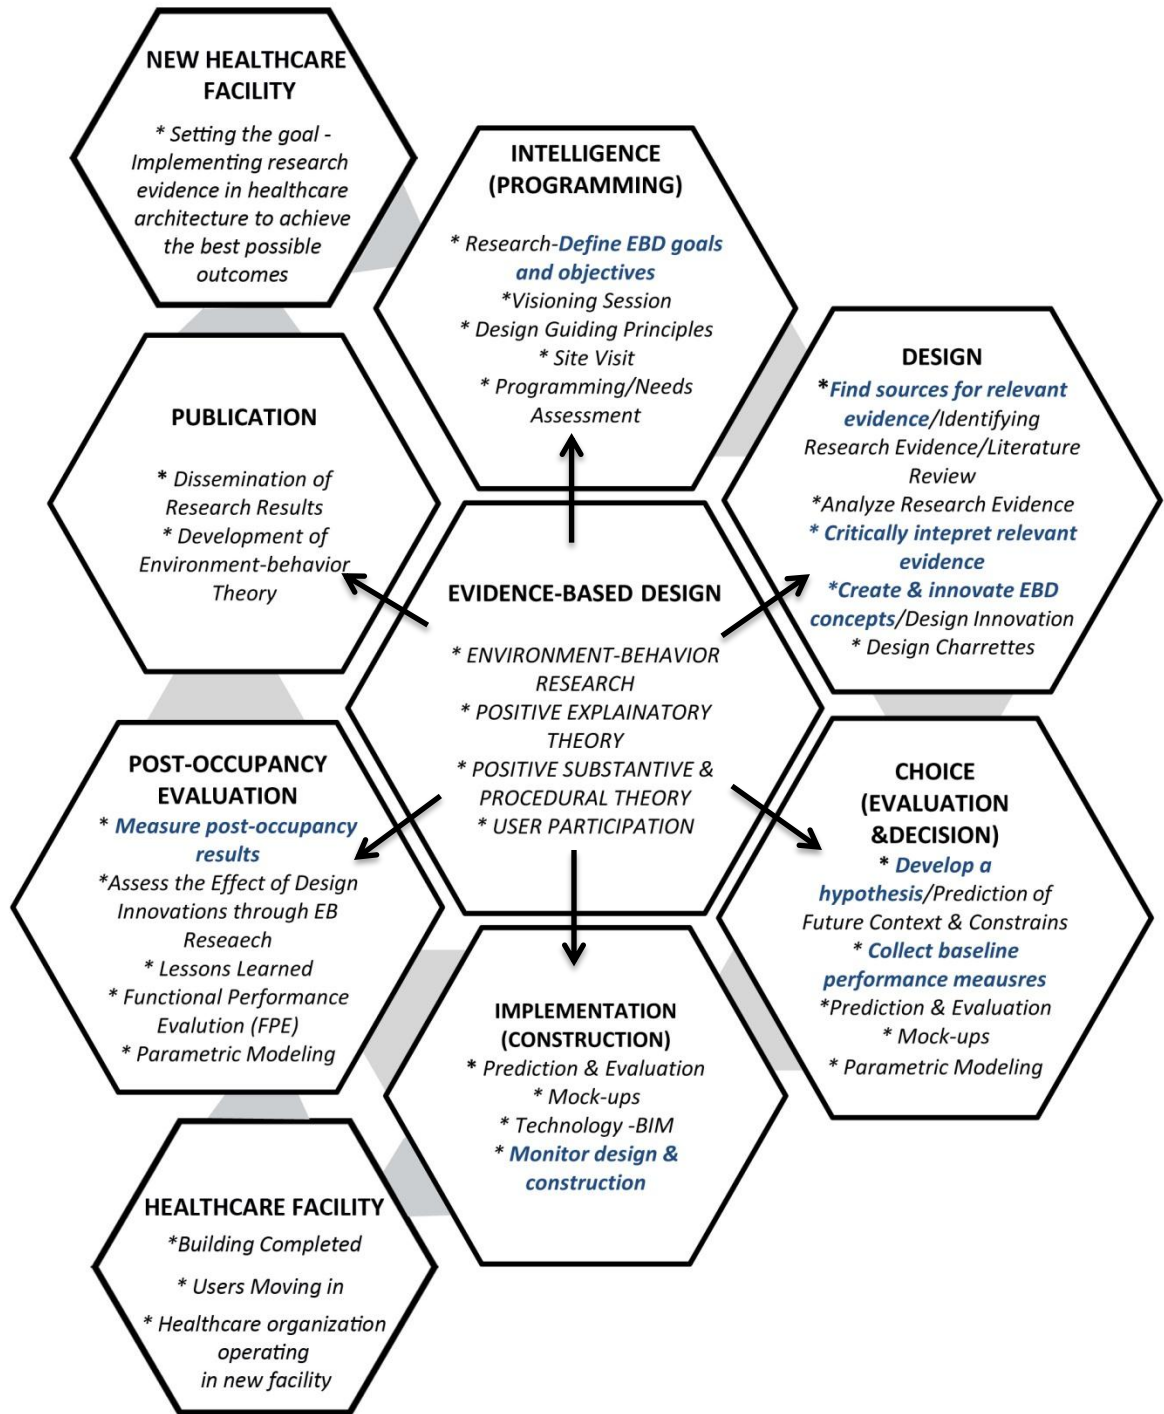 NEW HEALTHCARE
FACILITY
* Setting the goal -
Implementing research
evidence in healthcare
architecture to achieve
the best possible
outcomes
INTELLIGENCE
(PROGRAMMING)
* Research-Define EBD goals
and objectives
*Visioning Session
* Design Guiding Principles
* Site Visit
* Programming/Needs
Assessment
DESIGN
*Find sources for relevant
evidence/Identifying
Research Evidence/Literature
Review
*Analyze Research Evidence
* Critically intepret relevant
evidence
*Create & innovate EBD
concepts/Design Innovation
* Design Charrettes
PUBLICATION
* Dissemination of
Research Results
* Development of
Environment-behavior
Theory
EVIDENCE-BASED DESIGN
* ENVIRONMENT-BEHAVIOR
RESEARCH
* POSITIVE EXPLAINATORY
THEORY
* POSITIVE SUBSTANTIVE &
PROCEDURAL THEORY
* USER PARTICIPATION
POST-OCCUPANCY
EVALUATION
* Measure post-occupancy
results
*Assess the Effect of Design
Innovations through EB
Reseaech
* Lessons Learned
* Functional Performance
Evalution (FPE)
* Parametric Modeling
CHOICE
(EVALUATION
&DECISION)
* Develop a
hypothesis/Prediction of
Future Context & Constrains
* Collect baseline
performance meausres
*Prediction & Evaluation
* Mock-ups
* Parametric Modeling
IMPLEMENTATION
(CONSTRUCTION)
* Prediction & Evaluation
* Mock-ups
* Technology -BIM
* Monitor design &
construction
HEALTHCARE FACILITY
*Building Completed
* Users Moving in
* Healthcare organization
operating
in new facility